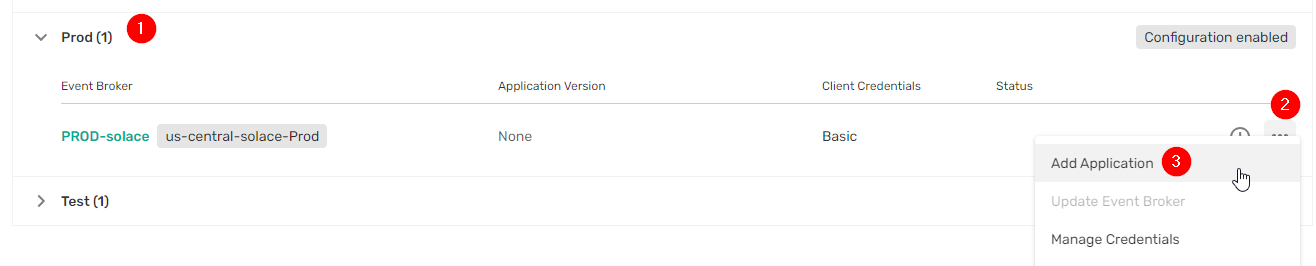 Prod (1) 1 Configuration enabled
Event Broker Application Version Client Credentials Status
2
PROD-solace us-central-solace-Prod None Basic
Add Application 3
Test (1) Update Event Broker
Manage Credentials